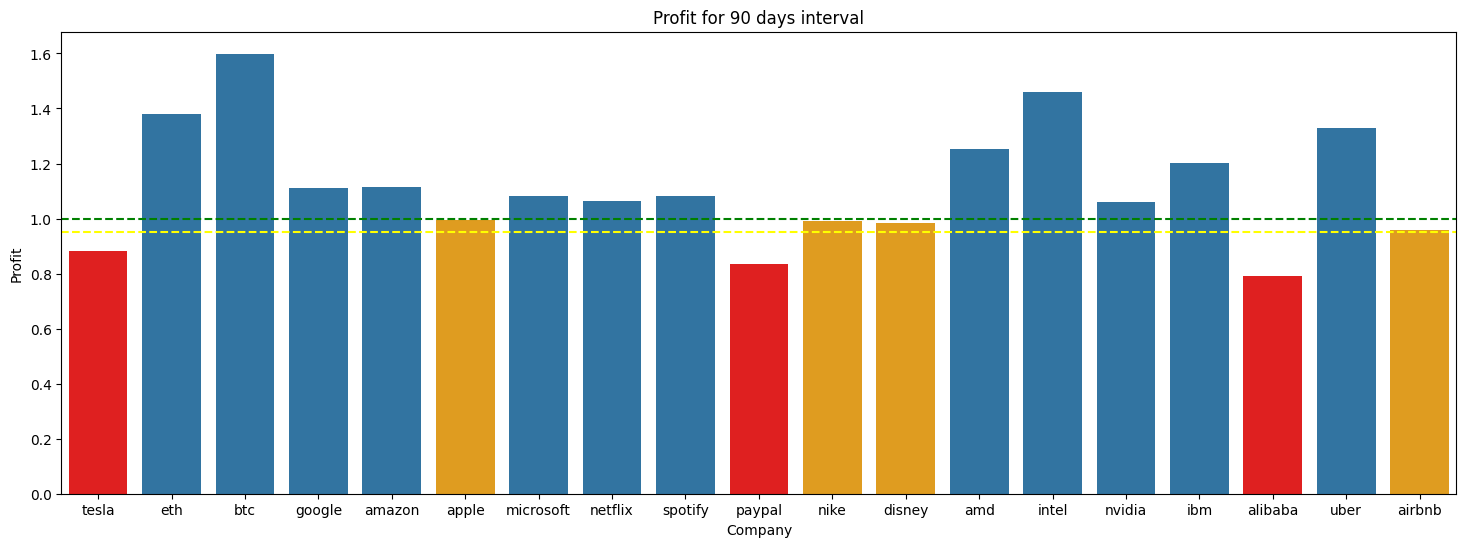 Profit for 90 days interval
Profit
1.6
1.4
1.2
1.0
0.8
0.6
0.4
0.2
0.0
tesla eth btc google amazon apple microsoft netflix spotify paypal nike disney amd intel nvidia ibm alibaba uber airbnb
Company